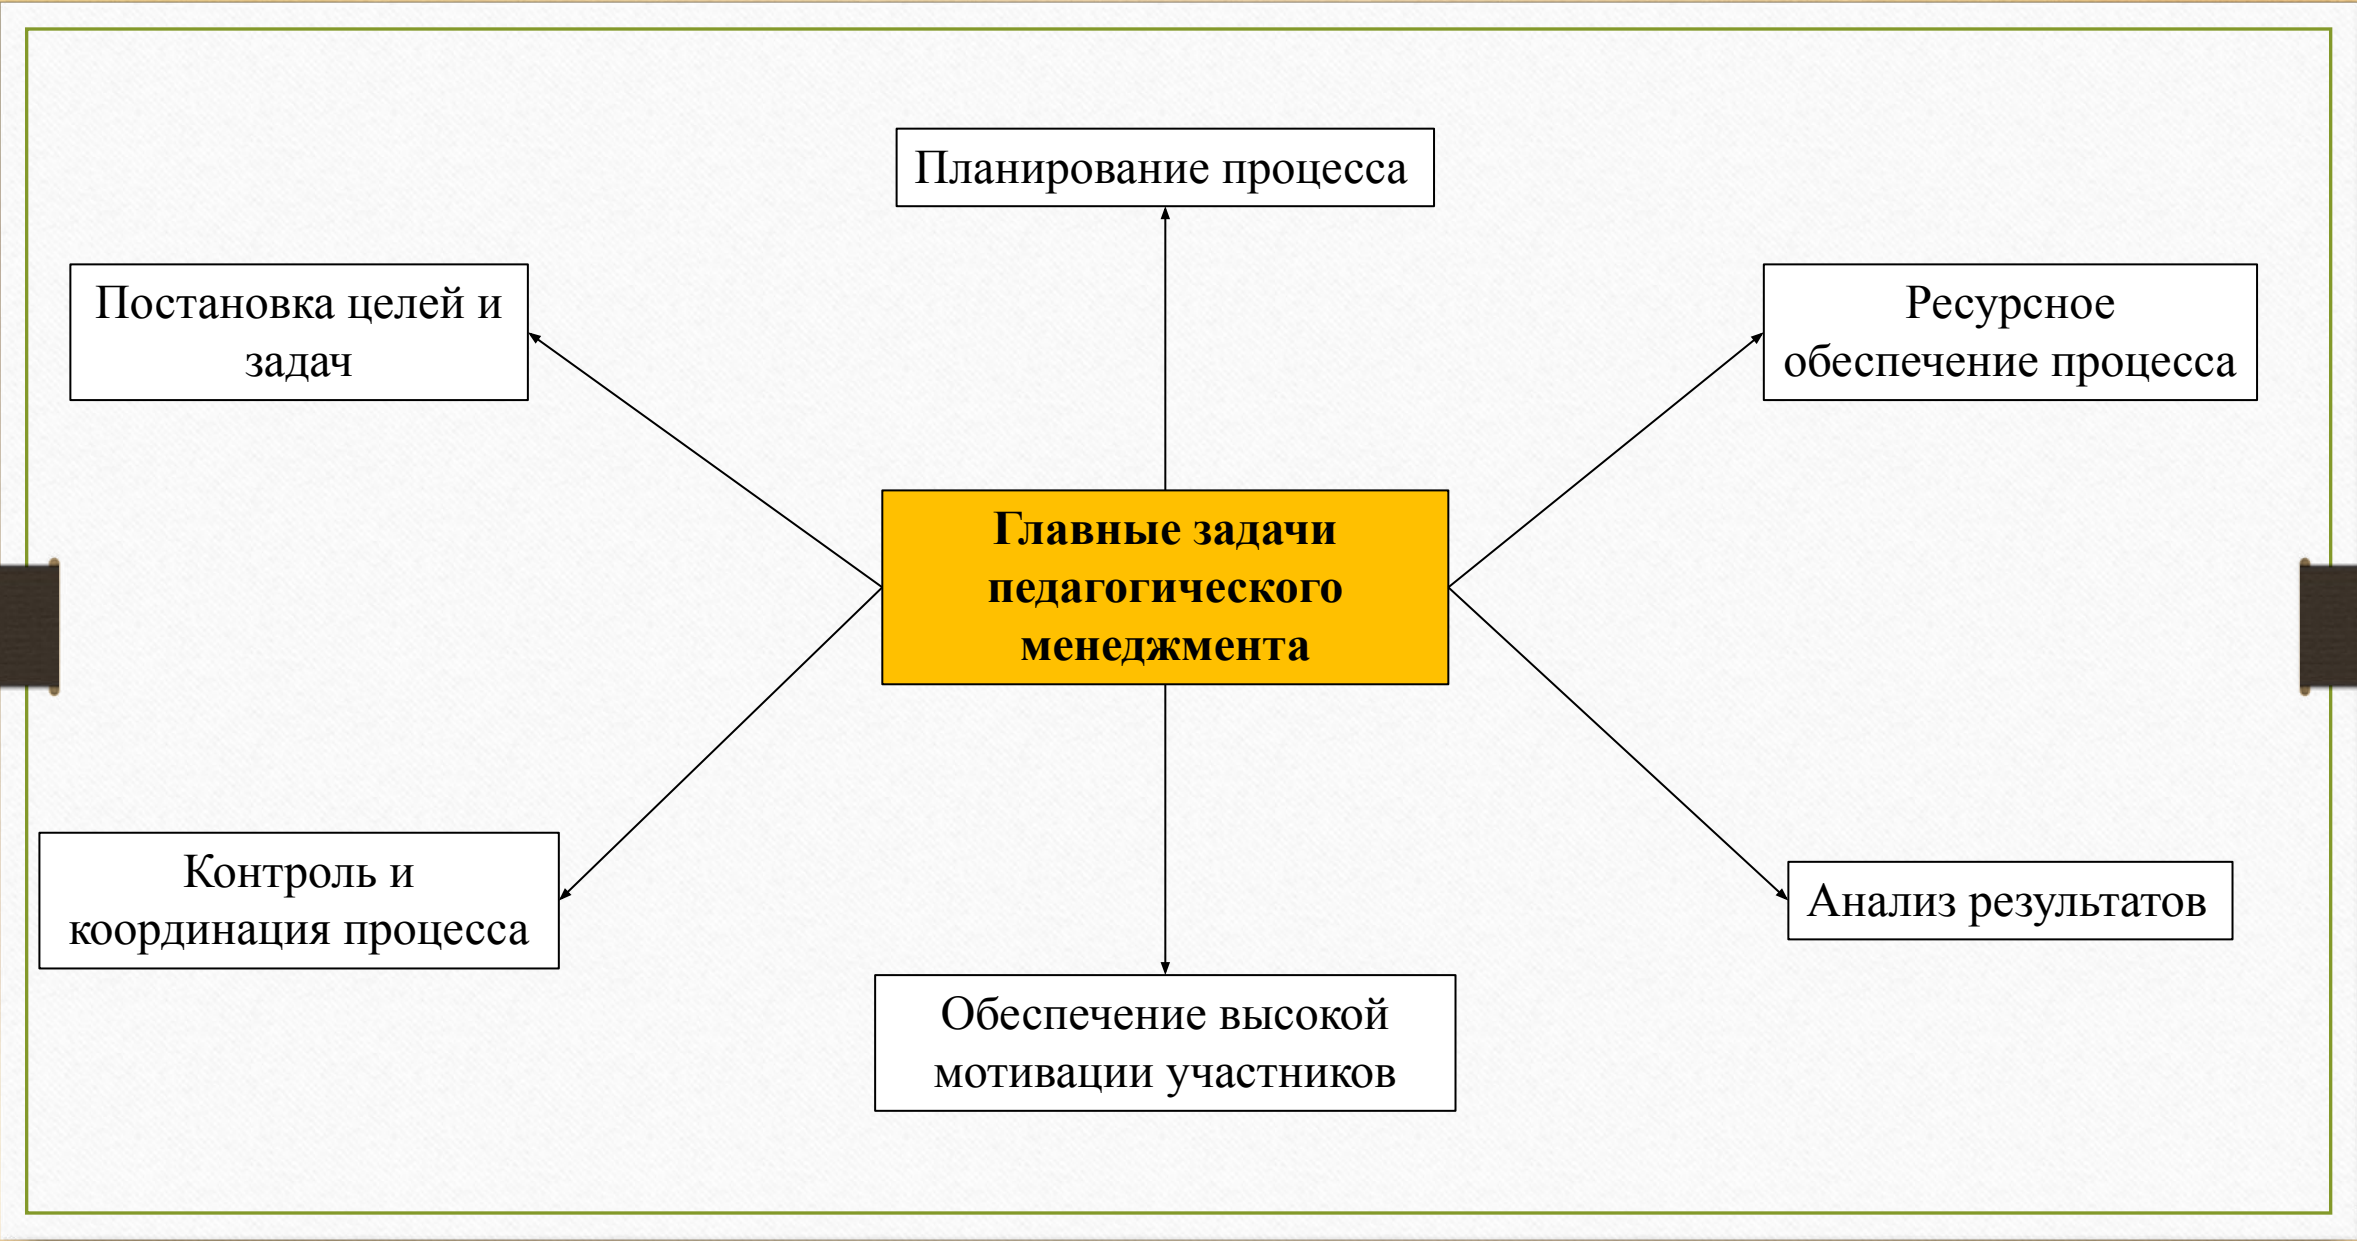 Планирование процесса
Постановка целей и
задач
Ресурсное
обеспечение процесса
Главные задачи
педагогического
менеджмента
Контроль и
координация процесса
Анализ результатов
Обеспечение высокой
мотивации участников